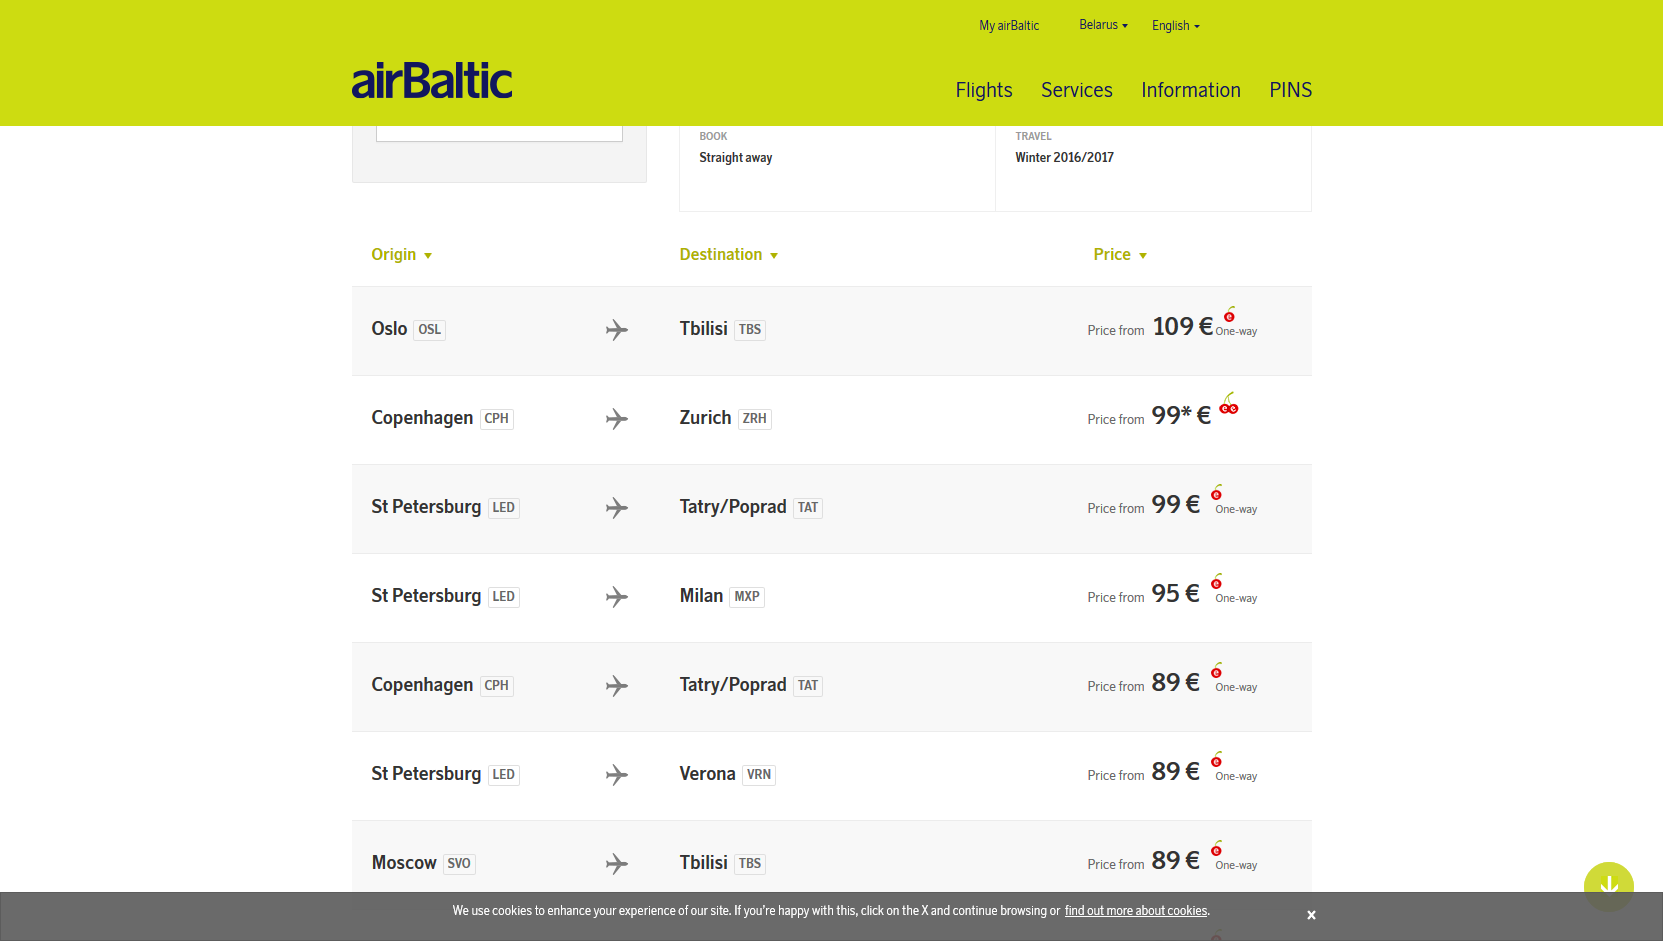 My airBaltic Belarus English
airBaltic
Flights Services Information PINS
BOOK
Straight away
TRAVEL
Winter 2016/2017
Origin Destination Price
Oslo OSL Tbilisi TBS Price from 109 € One-way
Copenhagen CPH Zurich ZRH Price from 99* €
St Petersburg LED Tatry/Poprad TAT Price from 99 € One-way
St Petersburg LED Milan MXP Price from 95 € One-way
Copenhagen CPH Tatry/Poprad TAT Price from 89 € One-way
St Petersburg LED Verona VRN Price from 89 € One-way
Moscow SVO Tbilisi TBS Price from 89 € One-way
We use cookies to enhance your experience of our site. If you're happy with this, click on the X and continue browsing or find out more about cookies. x